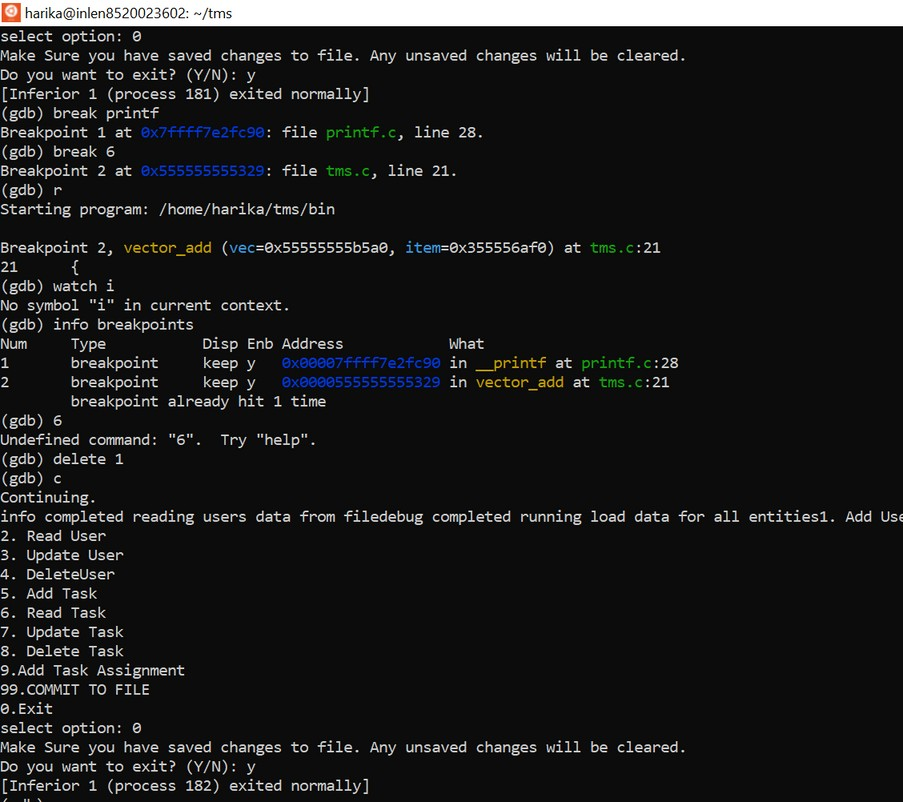 harika@inlen8520023602: ~/tms
select option: 0
Make Sure you have saved changes to file. Any unsaved changes will be cleared.
Do you want to exit? (Y/N): y
[Inferior 1 (process 181) exited normally]
(gdb) break printf
Breakpoint 1 at 0x7ffff7e2fc90: file printf.c, line 28.
(gdb) break 6
Breakpoint 2 at 0x555555555329: file tms.c, line 21.
(gdb) r
Starting program: /home/harika/tms/bin
Breakpoint 2, vector_add (vec=0x55555555b5a0, item=0x355556af0) at tms.c:21
21      {
(gdb) watch i
No symbol "i" in current context.
(gdb) info breakpoints
Num     Type           Disp Enb Address            What
1       breakpoint     keep y   0x00007ffff7e2fc90 in __printf at printf.c:28
2       breakpoint     keep y   0x0000555555555329 in vector_add at tms.c:21
        breakpoint already hit 1 time
(gdb) 6
Undefined command: "6".  Try "help".
(gdb) delete 1
(gdb) c
Continuing.
info completed reading users data from filedebug completed running load data for all entities1. Add Use
2. Read User
3. Update User
4. DeleteUser
5. Add Task
6. Read Task
7. Update Task
8. Delete Task
9.Add Task Assignment
99.COMMIT TO FILE
0.Exit
select option: 0
Make Sure you have saved changes to file. Any unsaved changes will be cleared.
Do you want to exit? (Y/N): y
[Inferior 1 (process 182) exited normally]